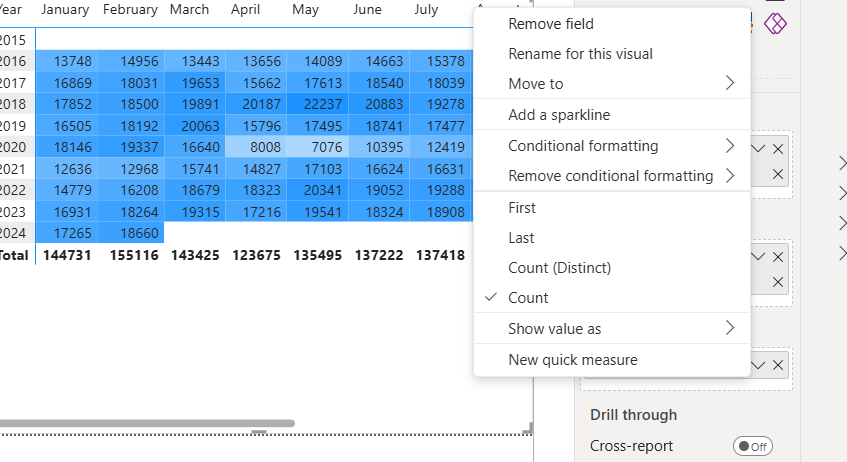 Year January February March April May June July
2015
2016 13748 14956 13443 13656 14089 14663 15378
2017 16869 18031 19653 15662 17613 18540 18039
2018 17852 18500 19891 20187 22237 20883 19278
2019 16505 18192 20063 15796 17495 18741 17477
2020 18146 19337 16640 8008 7076 10395 12419
2021 12636 12968 15741 14827 17103 16624 16631
2022 14779 16208 18679 18323 20341 19052 19288
2023 16931 18264 19315 17216 19541 18324 18908
2024 17265 18660
Total 144731 155116 143425 123675 135495 137222 137418
Remove field
Rename for this visual
Move to
Add a sparkline
Conditional formatting
Remove conditional formatting
First
Last
Count (Distinct)
Count
Show value as
New quick measure
Drill through
Cross-report Off